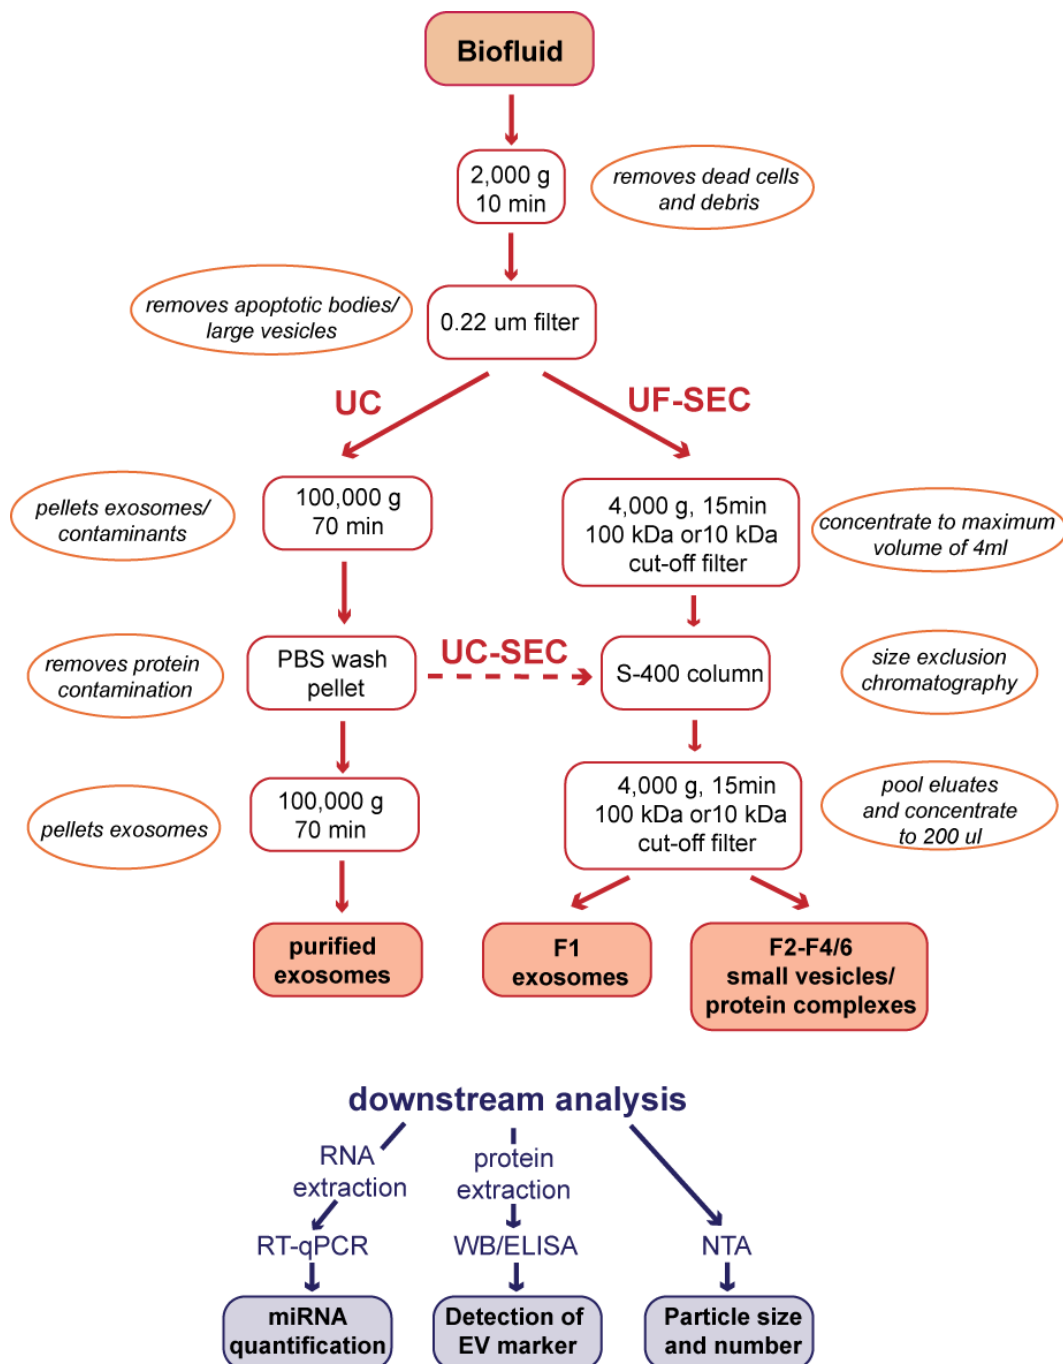 Biofluid
2,000 g
10 min
removes dead cells
and debris
removes apoptotic bodies/
large vesicles
0.22 um filter
UC
UF-SEC
pellets exosomes/
contaminants
100,000 g
70 min
4,000 g, 15min
100 kDa or10 kDa
cut-off filter
concentrate to maximum
volume of 4ml
removes protein
contamination
PBS wash
pellet
UC-SEC
S-400 column
size exclusion
chromatography
pellets exosomes
100,000 g
70 min
4,000 g, 15min
100 kDa or10 kDa
cut-off filter
pool eluates
and concentrate
to 200 ul
purified
exosomes
F1
exosomes
F2-F4/6
small vesicles/
protein complexes
downstream analysis
RNA
extraction
protein
extraction
RT-qPCR
WB/ELISA
NTA
miRNA
quantification
Detection of
EV marker
Particle size
and number